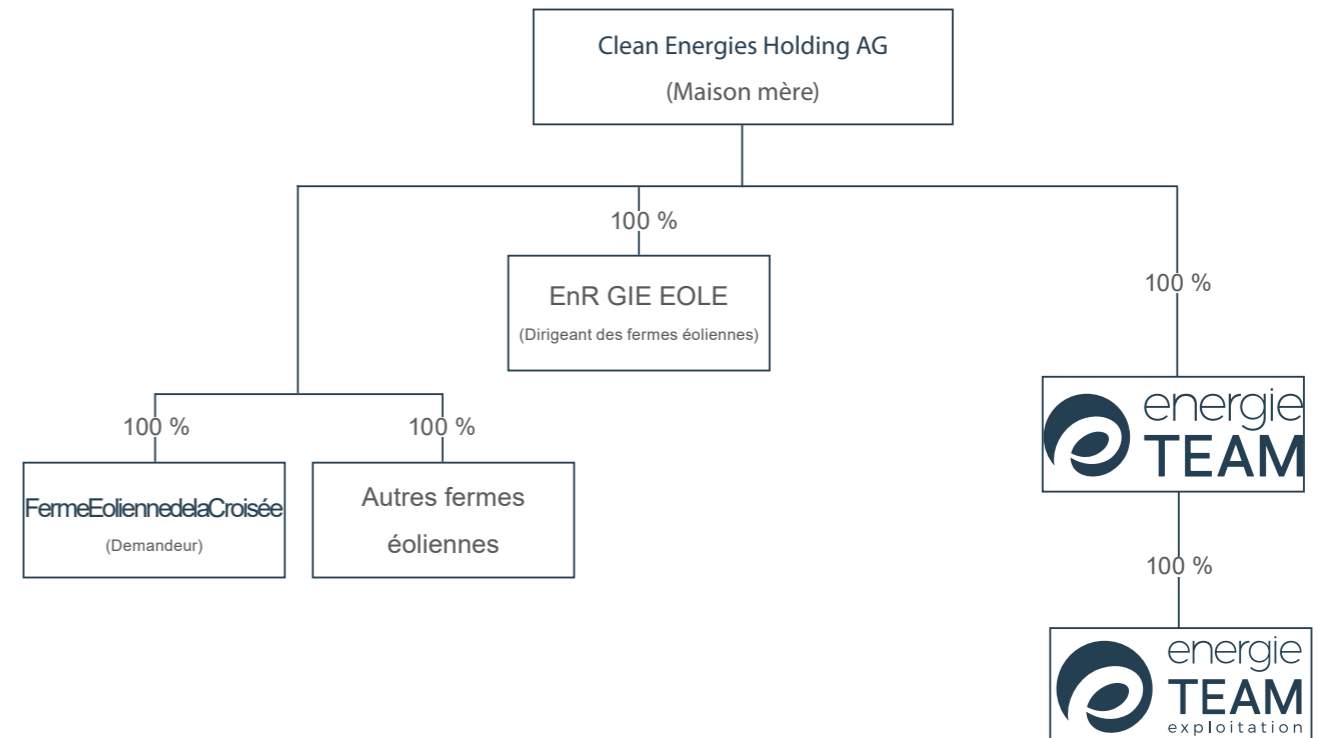 Clean Energies Holding AG
(Maison mère)
100 %
EnR GIE EOLE
(Dirigeant des fermes éoliennes)
100 %
energie
TEAM
100 %
100 %
FermeEoliennedelaCroisée
(Demandeur)
Autres fermes
éoliennes
100 %
energie
TEAM
exploitation